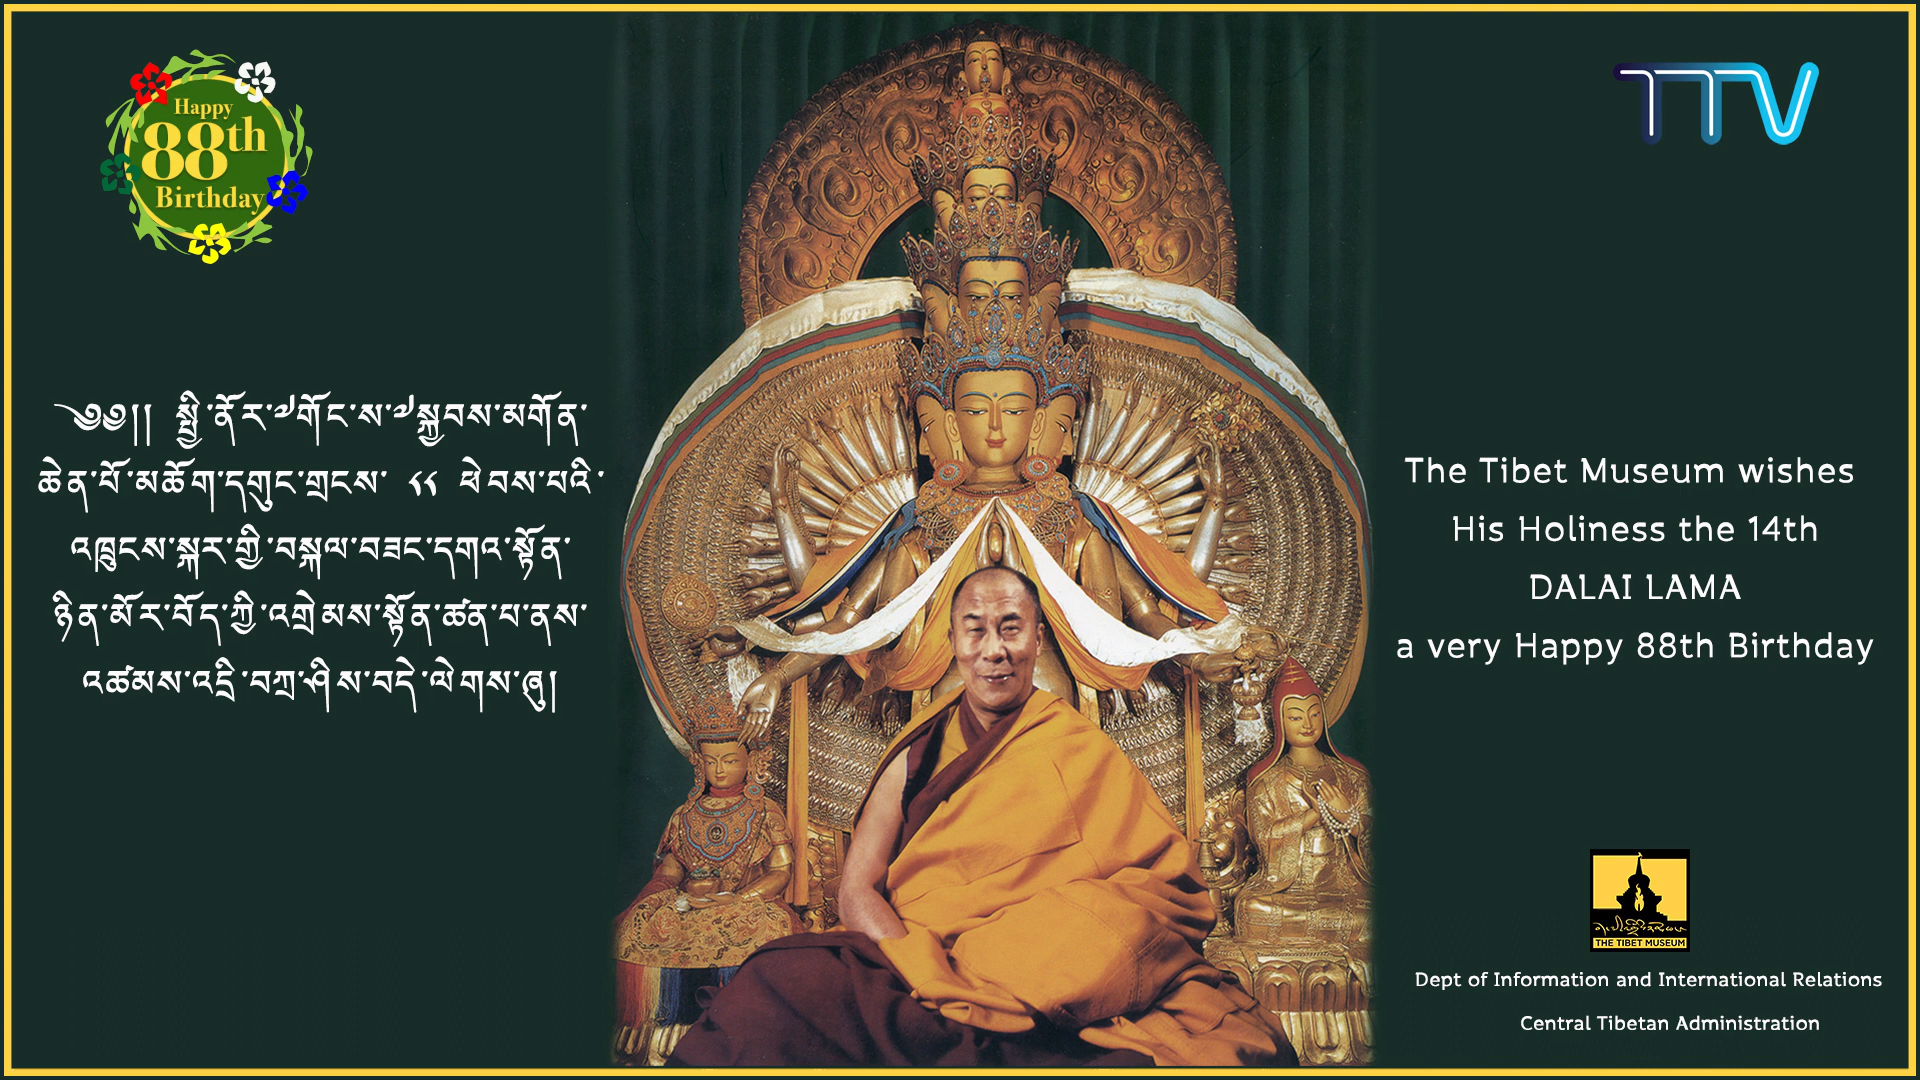 Happy
88th
Birthday
TTV
༄༅།། སྤྱི་ནོར་༧གོང་ས་༧སྐྱབས་མགོན་
ཆེན་པོ་མཆོག་དགུང་གྲངས་ ༨༨ ཕེབས་པའི་
འཁྲུངས་སྐར་གྱི་བསྐལ་བཟང་དགའ་སྟོན་
ཉིན་མོར་བོད་ཀྱི་འགྲེམས་སྟོན་ཚན་པ་ནས་
འཚམས་འདྲི་བཀྲ་ཤིས་བདེ་ལེགས་ཞུ།
The Tibet Museum wishes
His Holiness the 14th
DALAI LAMA
a very Happy 88th Birthday
THE TIBET MUSEUM
Dept of Information and International Relations
Central Tibetan Administration